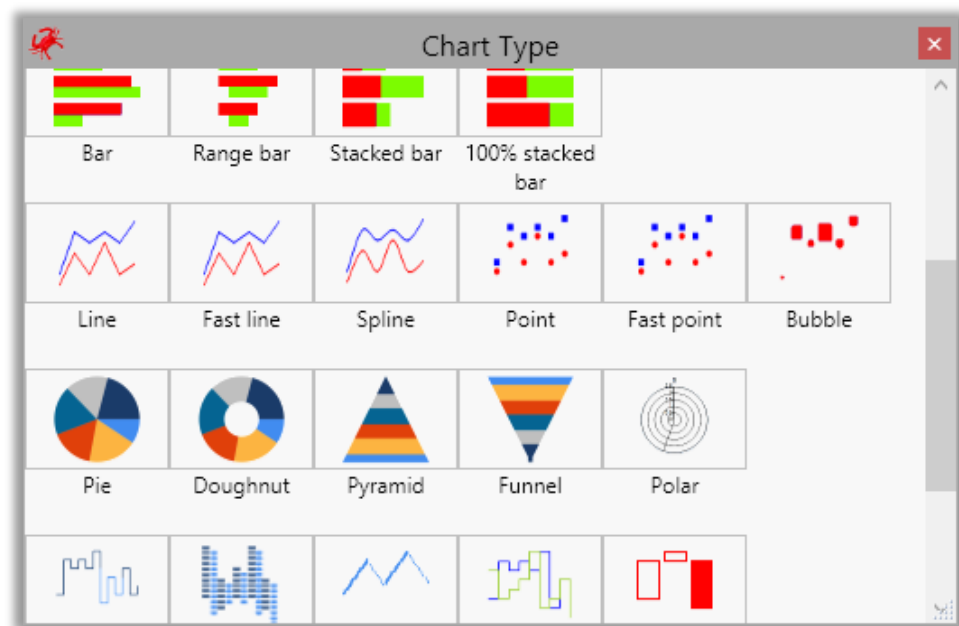 Chart Type
Bar Range bar Stacked bar 100% stacked
bar
Line Fast line Spline Point Fast point Bubble
Pie Doughnut Pyramid Funnel Polar